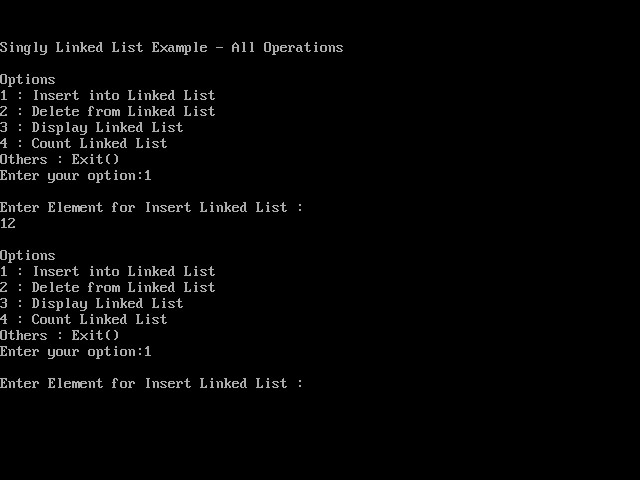 Singly Linked List Example - All Operations
Options
1 : Insert into Linked List
2 : Delete from Linked List
3 : Display Linked List
4 : Count Linked List
Others : Exit()
Enter your option:1
Enter Element for Insert Linked List :
12
Options
1 : Insert into Linked List
2 : Delete from Linked List
3 : Display Linked List
4 : Count Linked List
Others : Exit()
Enter your option:1
Enter Element for Insert Linked List :